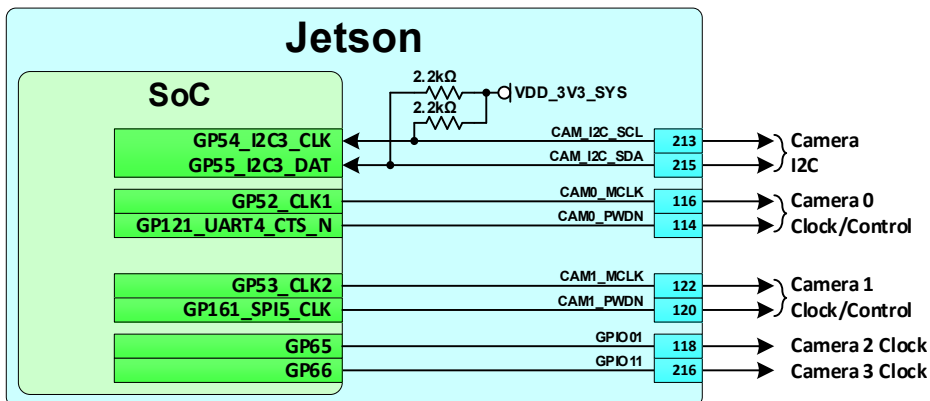 Jetson
SoC
2.2kΩ
VDD_3V3_SYS
2.2kΩ
GP54_I2C3_CLK CAM_I2C_SCL 213 Camera
GP55_I2C3_DAT CAM_I2C_SDA 215 I2C
GP52_CLK1 CAM0_MCLK 116 Camera 0
GP121_UART4_CTS_N CAM0_PWDN 114 Clock/Control
GP53_CLK2 CAM1_MCLK 122 Camera 1
GP161_SPI5_CLK CAM1_PWDN 120 Clock/Control
GP65 GPIO01 118 Camera 2 Clock
GP66 GPIO11 216 Camera 3 Clock